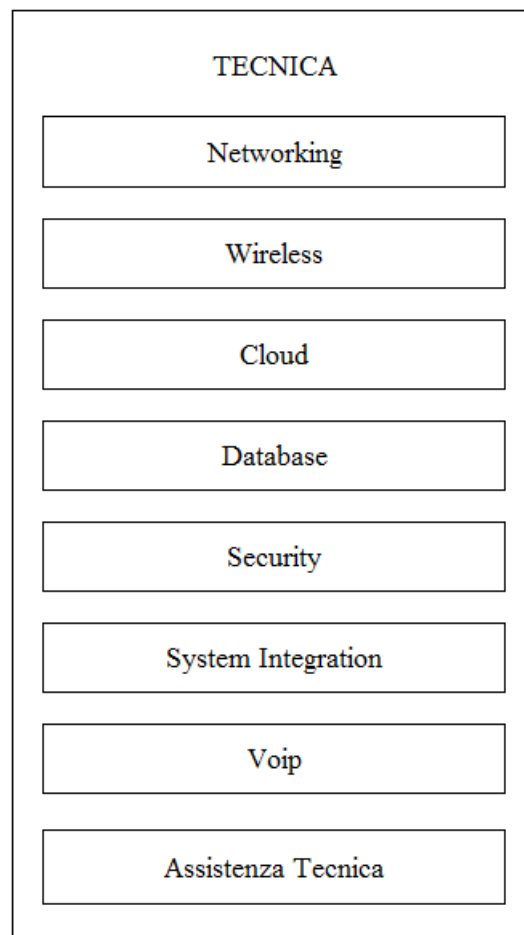 TECNICA
Networking
Wireless
Cloud
Database
Security
System Integration
Voip
Assistenza Tecnica